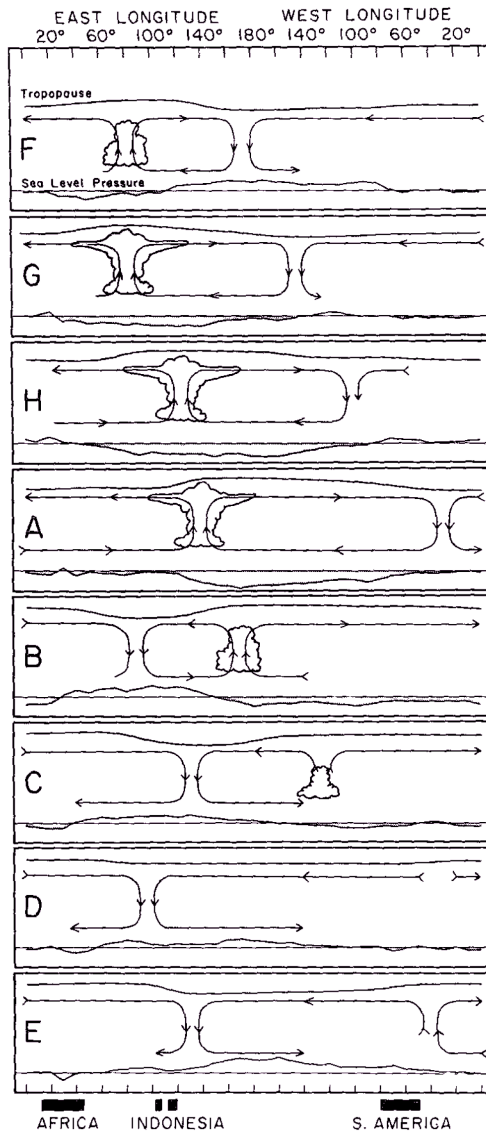 EAST LONGITUDE WEST LONGITUDE
20° 60° 100° 140° 180° 140° 100° 60° 20°
Tropopause
F
Sea Level Pressure
G
H
A
B
C
D
E
AFRICA INDONESIA S. AMERICA